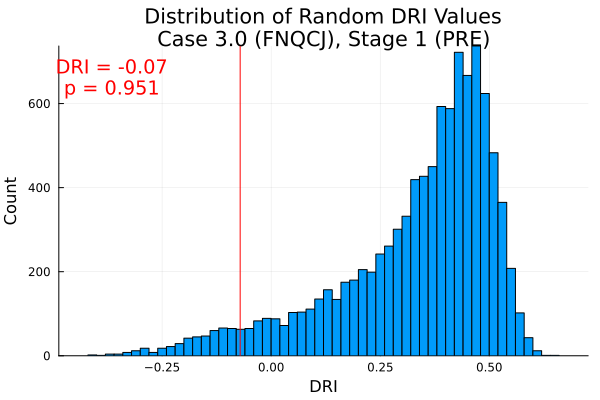 Distribution of Random DRI Values
Case 3.0 (FNQCJ), Stage 1 (PRE)
DRI = -0.07
p = 0.951
600
400
200
0
Count
−0.25
0.00
0.25
0.50
DRI